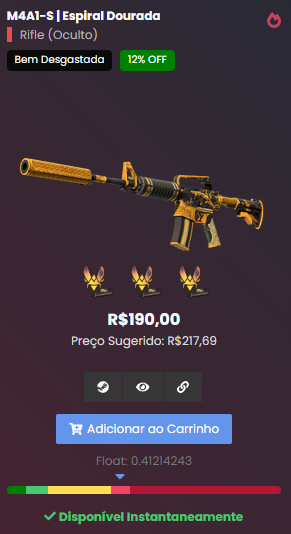 M4A1-S | Espiral Dourada
Rifle (Oculto)
Bem Desgastada
12% OFF
R$190,00
Preço Sugerido: R$217,69
Adicionar ao Carrinho
Float: 0.41214243
Disponível Instantaneamente